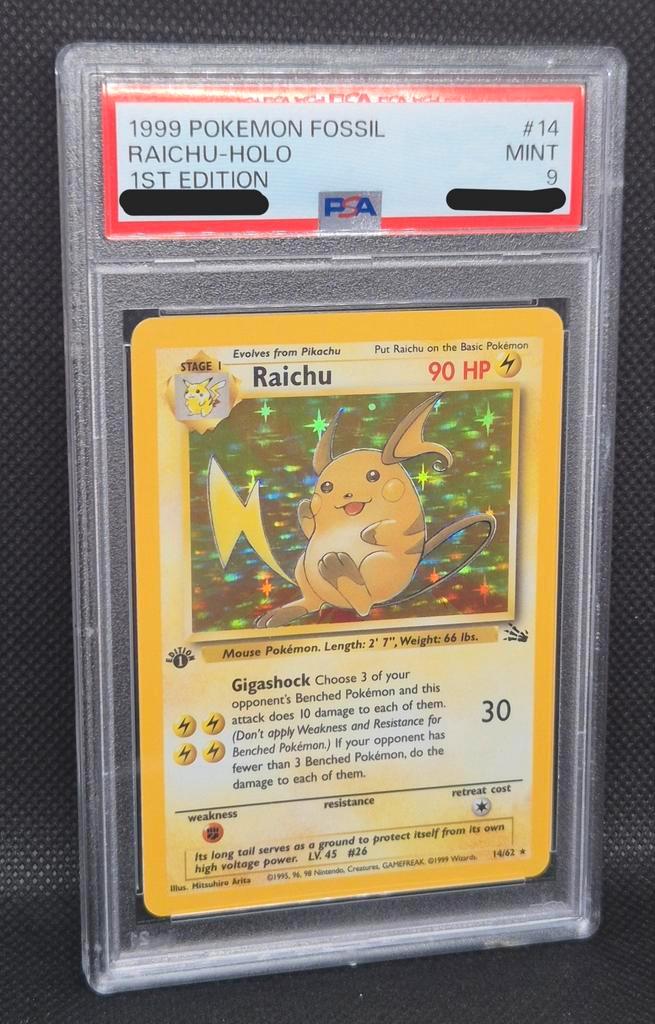 1999 POKEMON FOSSIL #14
RAICHU-HOLO MINT
1ST EDITION 9
PSA
Evolves from Pikachu Put Raichu on the Basic Pokémon
STAGE 1
Raichu 90 HP
Mouse Pokémon. Length: 2' 7", Weight: 66 lbs.
EDITION
1
Gigashock Choose 3 of your
opponent's Benched Pokémon and this
attack does 10 damage to each of them.
(Don't apply Weakness and Resistance for
Benched Pokémon.) If your opponent has
fewer than 3 Benched Pokémon, do the
damage to each of them.
30
weakness resistance retreat cost
Its long tail serves as a ground to protect itself from its own
high voltage power. LV. 45 #26
Illus. Mitsuhiro Arita ©1995, 96, 98 Nintendo, Creatures, GAMEFREAK. ©1999 Wizards. 14/62 ★